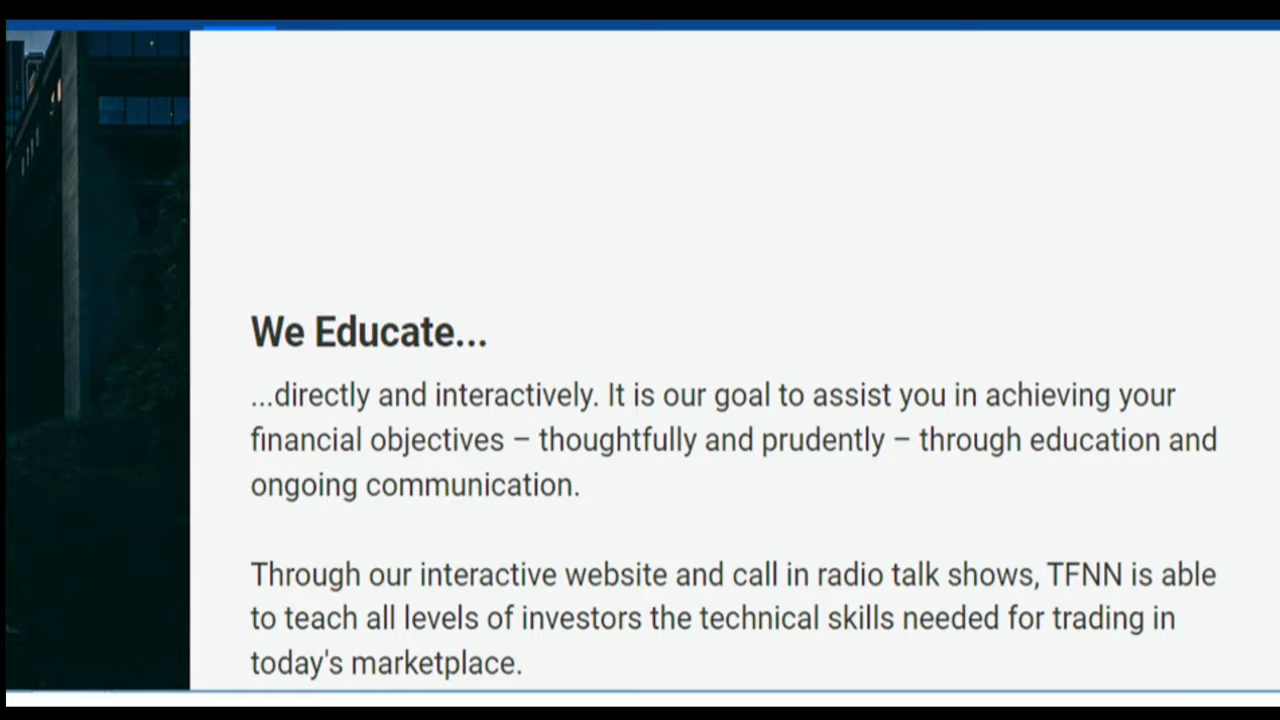 We Educate...
...directly and interactively. It is our goal to assist you in achieving your
financial objectives – thoughtfully and prudently – through education and
ongoing communication.
Through our interactive website and call in radio talk shows, TFNN is able
to teach all levels of investors the technical skills needed for trading in
today's marketplace.